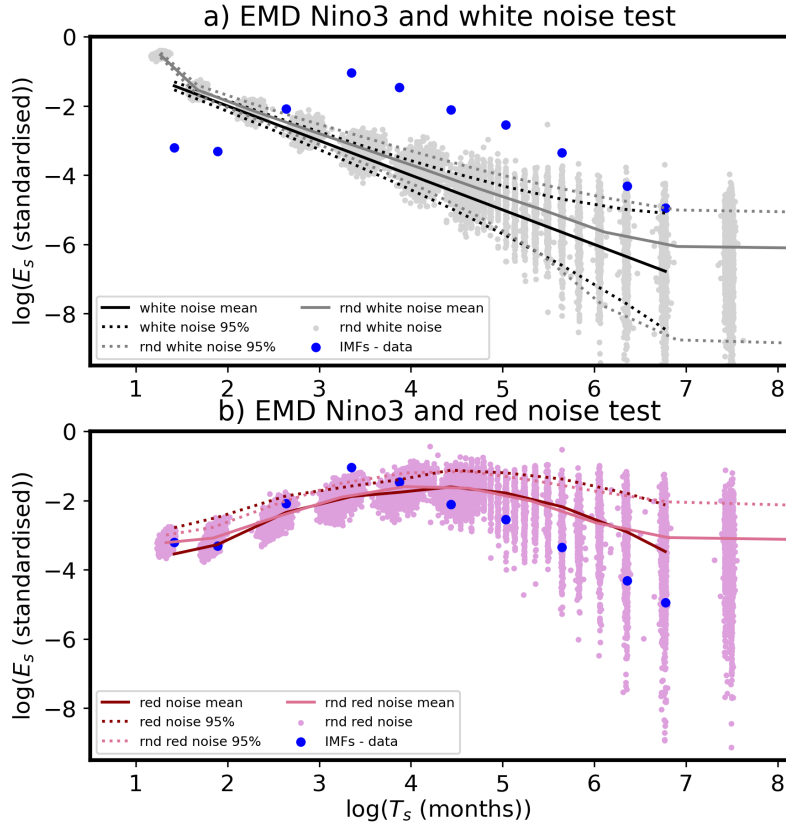 a) EMD Nino3 and white noise test
0
−2
−4
−6
−8
log(E_s (standardised))
white noise mean
white noise 95%
rnd white noise 95%
rnd white noise mean
rnd white noise
IMFs - data
1 2 3 4 5 6 7 8
b) EMD Nino3 and red noise test
0
−2
−4
−6
−8
log(E_s (standardised))
red noise mean
red noise 95%
rnd red noise 95%
rnd red noise mean
rnd red noise
IMFs - data
1 2 3 4 5 6 7 8
log(T_s (months))